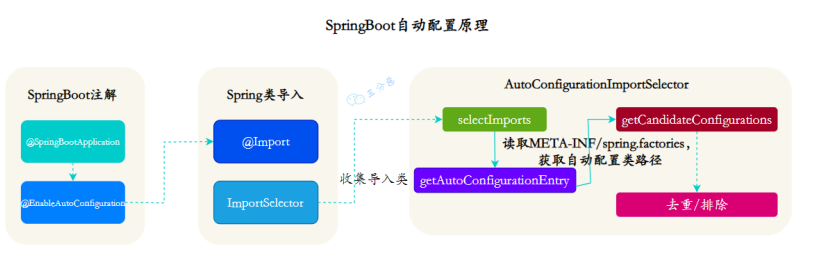 SpringBoot自动配置原理
SpringBoot注解
@SpringBootApplication
@EnableAutoConfiguration
Spring类导入
@Import
ImportSelector
收集导入类
三分恶
AutoConfigurationImportSelector
selectImports
getAutoConfigurationEntry
读取META-INF/spring.factories，
获取自动配置类路径
getCandidateConfigurations
去重/排除